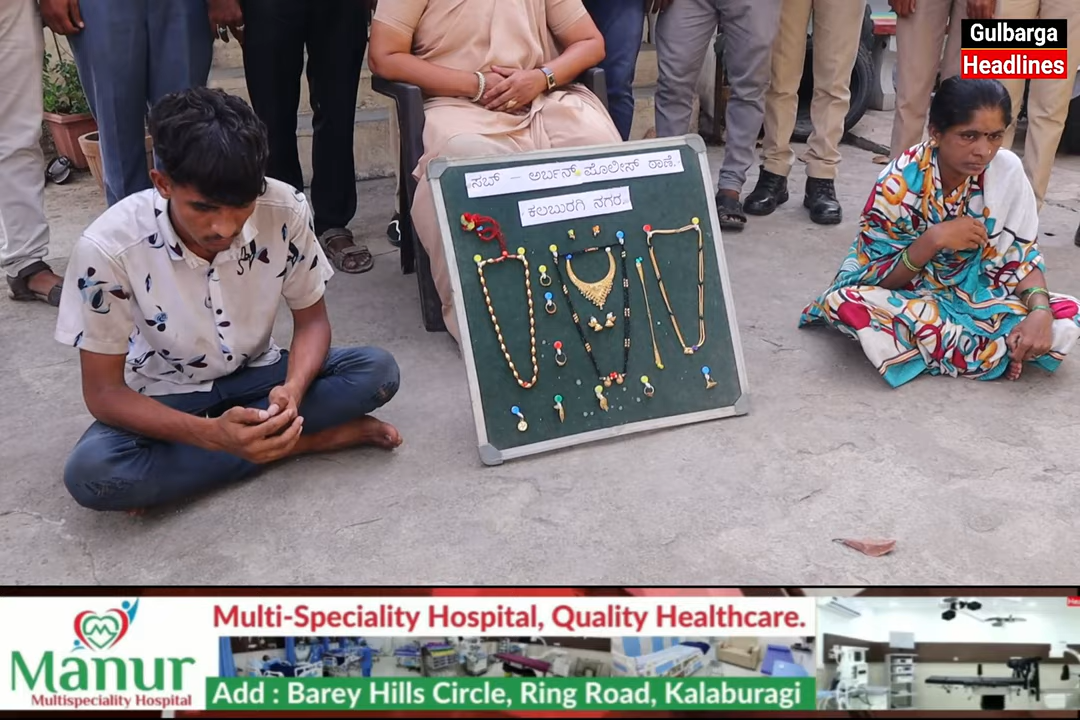 Gulbarga
Headlines
ಸಬ್ - ಅರ್ಬನ್ ಪೊಲೀಸ್ ಠಾಣೆ.
ಕಲಬುರಗಿ ನಗರ.
Multi-Speciality Hospital, Quality Healthcare.
Manur
Multispeciality Hospital
Add : Barey Hills Circle, Ring Road, Kalaburagi